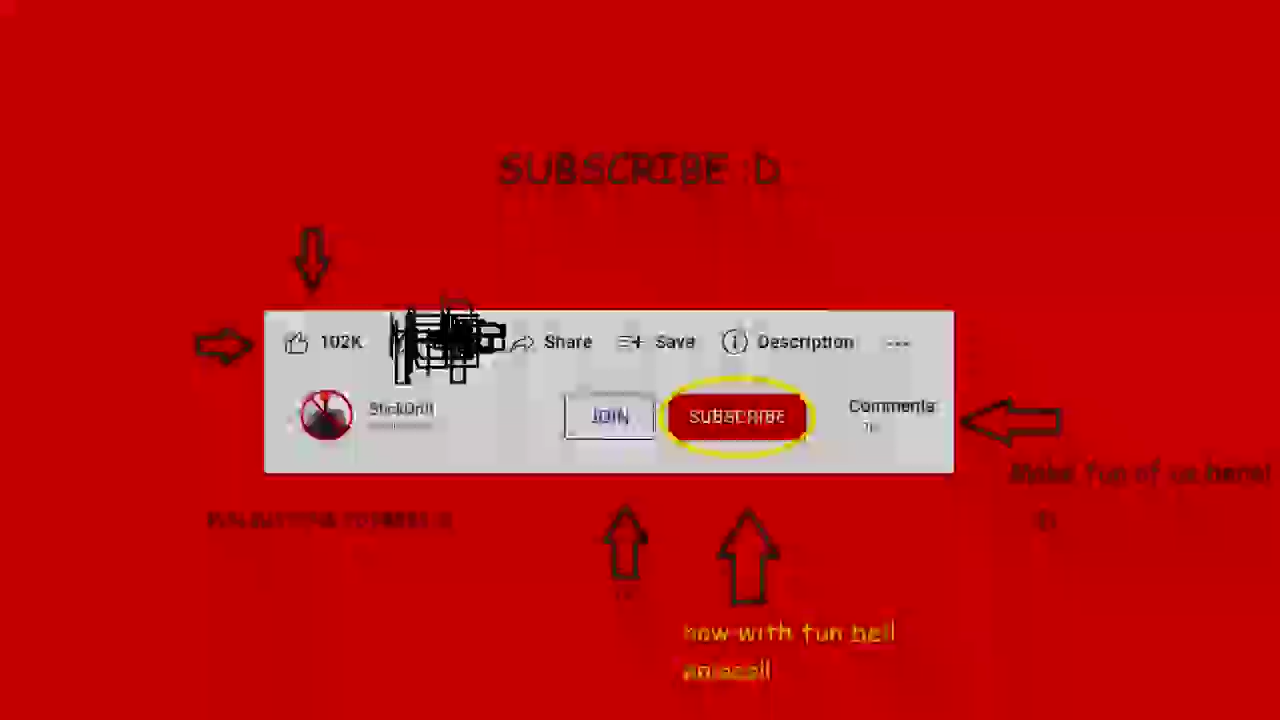 SUBSCRIBE :D
102K Share Save Description ...
StickDrift
JOIN SUBSCRIBE Comments
Make fun of us here!
now with fun bell
as well